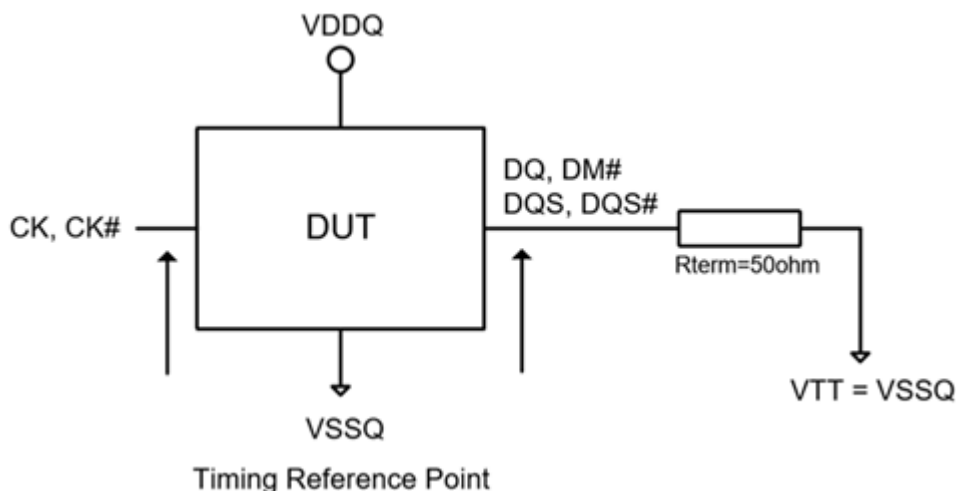 VDDQ
DQ, DM#
DQS, DQS#
CK, CK#
DUT
Rterm=50ohm
VTT = VSSQ
VSSQ
Timing Reference Point